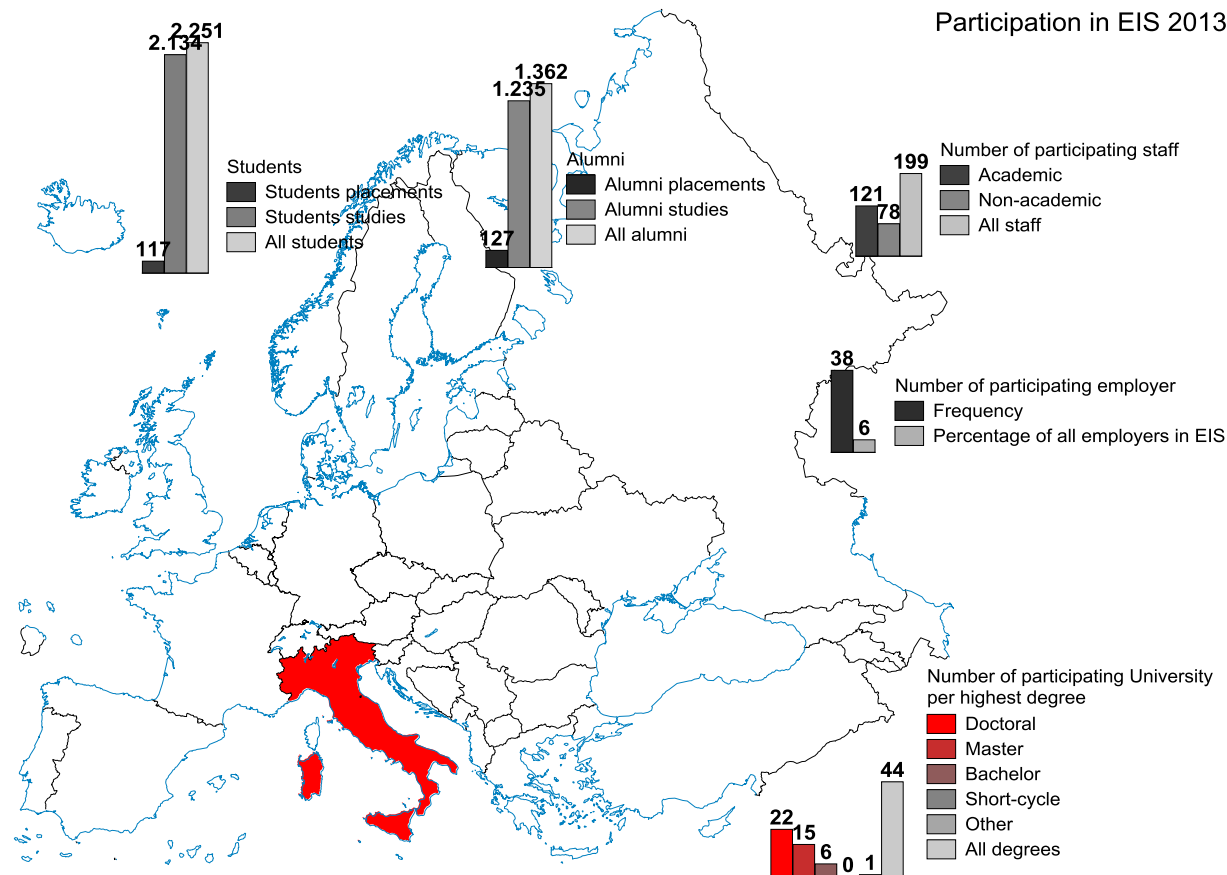 Participation in EIS 2013
2.251
2.134
117
Students
Students placements
Students studies
All students
1.362
1.235
127
Alumni
Alumni placements
Alumni studies
All alumni
Number of participating staff
Academic
Non-academic
All staff
199
121
78
38
6
Number of participating employer
Frequency
Percentage of all employers in EIS
Number of participating University
per highest degree
Doctoral
Master
Bachelor
Short-cycle
Other
All degrees
44
22
15
6
0
1